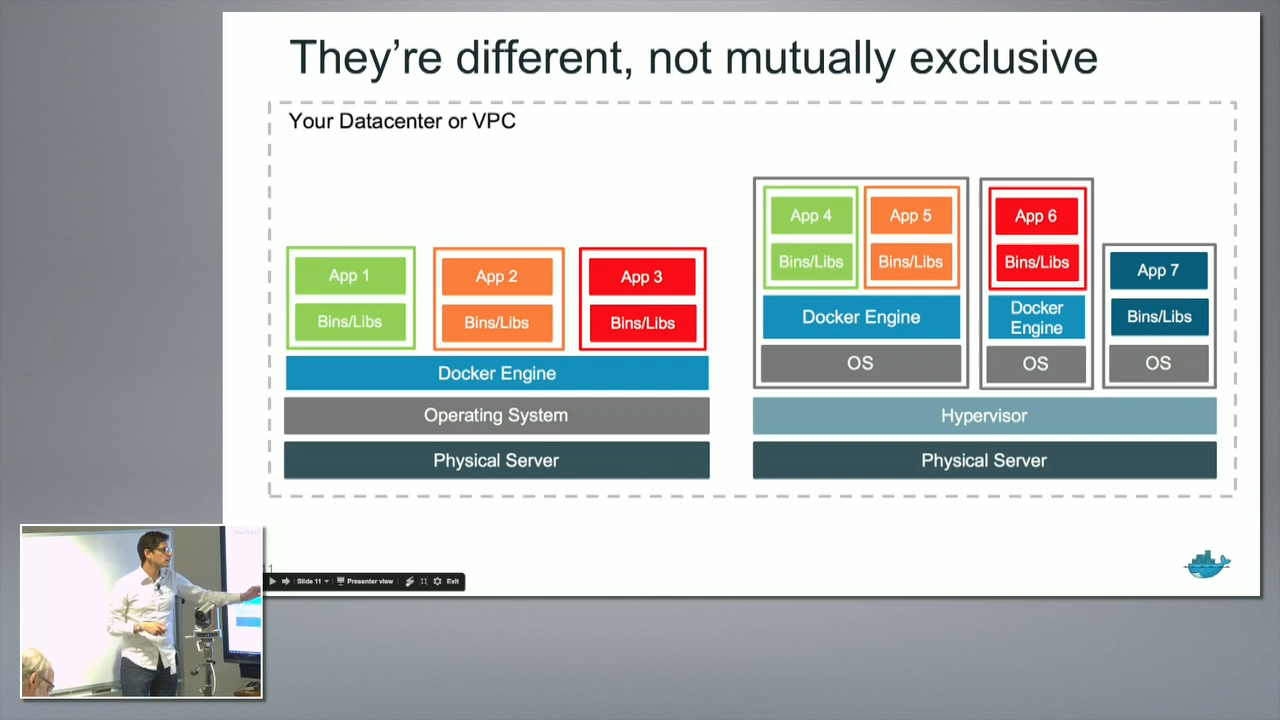 They're different, not mutually exclusive
Your Datacenter or VPC
App 1
Bins/Libs
App 2
Bins/Libs
App 3
Bins/Libs
Docker Engine
Operating System
Physical Server
App 4
Bins/Libs
App 5
Bins/Libs
Docker Engine
OS
App 6
Bins/Libs
Docker
Engine
OS
App 7
Bins/Libs
OS
Hypervisor
Physical Server
11
Slide 11
Presenter view
Exit